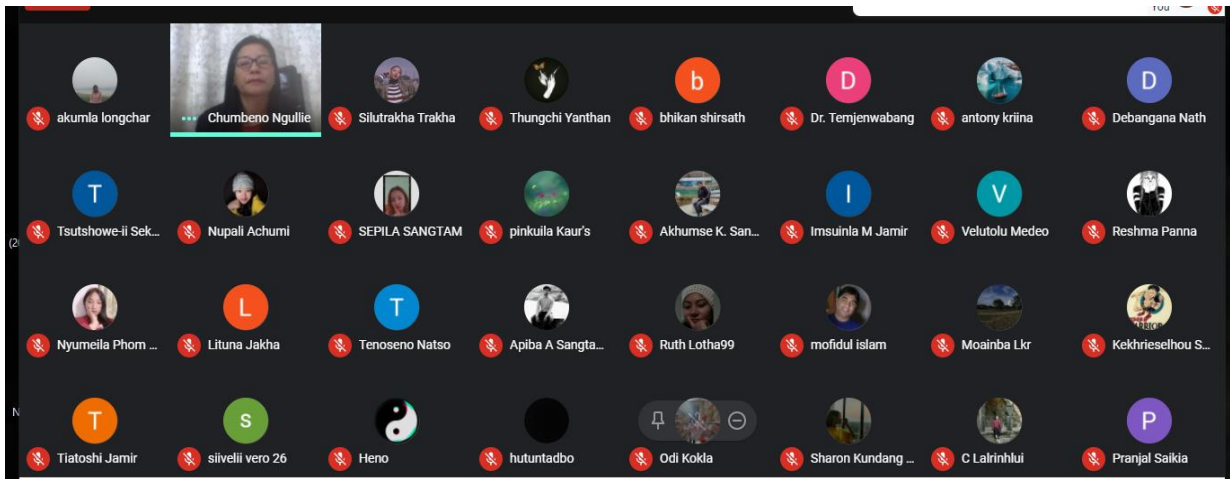 You
akumla longchar
Chumbeno Ngullie
Silutrakha Trakha
Thungchi Yanthan
b
bhikan shirsath
D
Dr. Temjenwabang
antony kriina
D
Debangana Nath
T
Tsutshowe-ii Sek...
Nupali Achumi
SEPILA SANGTAM
pinkuila Kaur's
Akhumse K. San...
I
Imsuinla M Jamir
V
Velutolu Medeo
Reshma Panna
Nyumeila Phom ...
L
Lituna Jakha
T
Tenoseno Natso
Apiba A Sangta...
Ruth Lotha99
mofidul islam
Moainba Lkr
Kekhrieselhou S...
T
Tiatoshi Jamir
s
siivelii vero 26
Heno
hutuntadbo
Odi Kokla
Sharon Kundang ...
C Lalrinhlui
P
Pranjal Saikia